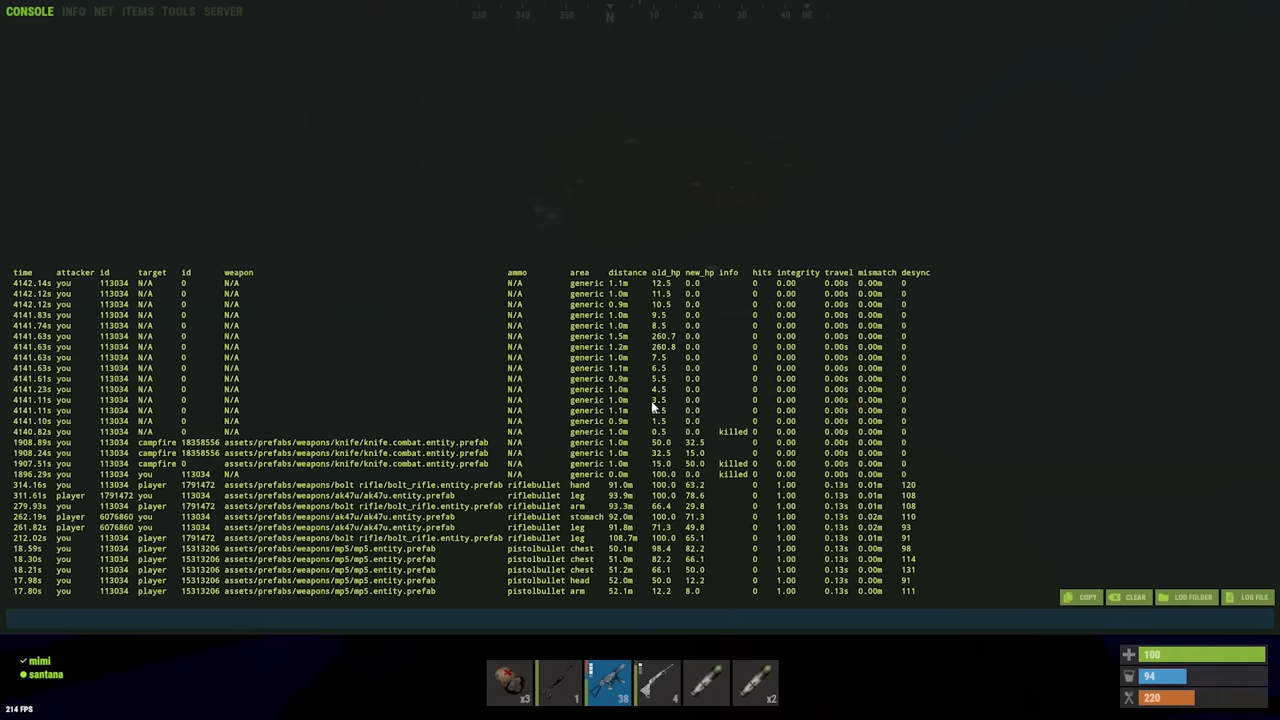 CONSOLE INFO NET ITEMS TOOLS SERVER
330 340 350 N 10 20 30 40 NE
time attacker id target id weapon ammo area distance old_hp new_hp info hits integrity travel mismatch desync
4142.14s you 113034 N/A 0 N/A N/A generic 1.1m 12.5 0.0 0 0.00 0.00s 0.00m 0
4142.12s you 113034 N/A 0 N/A N/A generic 1.0m 11.5 0.0 0 0.00 0.00s 0.00m 0
4142.12s you 113034 N/A 0 N/A N/A generic 0.9m 10.5 0.0 0 0.00 0.00s 0.00m 0
4141.83s you 113034 N/A 0 N/A N/A generic 1.0m 9.5 0.0 0 0.00 0.00s 0.00m 0
4141.74s you 113034 N/A 0 N/A N/A generic 1.0m 8.5 0.0 0 0.00 0.00s 0.00m 0
4141.63s you 113034 N/A 0 N/A N/A generic 1.5m 260.7 0.0 0 0.00 0.00s 0.00m 0
4141.63s you 113034 N/A 0 N/A N/A generic 1.2m 260.8 0.0 0 0.00 0.00s 0.00m 0
4141.63s you 113034 N/A 0 N/A N/A generic 1.0m 7.5 0.0 0 0.00 0.00s 0.00m 0
4141.63s you 113034 N/A 0 N/A N/A generic 1.1m 6.5 0.0 0 0.00 0.00s 0.00m 0
4141.61s you 113034 N/A 0 N/A N/A generic 0.9m 5.5 0.0 0 0.00 0.00s 0.00m 0
4141.23s you 113034 N/A 0 N/A N/A generic 1.0m 4.5 0.0 0 0.00 0.00s 0.00m 0
4141.11s you 113034 N/A 0 N/A N/A generic 1.0m 3.5 0.0 0 0.00 0.00s 0.00m 0
4141.11s you 113034 N/A 0 N/A N/A generic 1.1m 0.0 0 0.00 0.00s 0.00m 0
4141.10s you 113034 N/A 0 N/A N/A generic 0.9m 1.5 0.0 0 0.00 0.00s 0.00m 0
4140.82s you 113034 N/A 0 N/A N/A generic 1.0m 0.5 0.0 killed 0 0.00 0.00s 0.00m 0
1908.89s you 113034 campfire 18358556 assets/prefabs/weapons/knife/knife.combat.entity.prefab N/A generic 1.0m 50.0 32.5 0 0.00 0.00s 0.00m 0
1908.24s you 113034 campfire 18358556 assets/prefabs/weapons/knife/knife.combat.entity.prefab N/A generic 1.0m 32.5 15.0 0 0.00 0.00s 0.00m 0
1907.51s you 113034 campfire 0 assets/prefabs/weapons/knife/knife.combat.entity.prefab N/A generic 1.0m 15.0 50.0 killed 0 0.00 0.00s 0.00m 0
1896.29s you 113034 you 113034 N/A N/A generic 0.0m 100.0 0.0 killed 0 0.00 0.00s 0.00m 0
314.16s you 113034 player 1791472 assets/prefabs/weapons/bolt rifle/bolt_rifle.entity.prefab riflebullet hand 91.0m 100.0 63.2 0 1.00 0.13s 0.01m 120
311.61s player 1791472 you 113034 assets/prefabs/weapons/ak47u/ak47u.entity.prefab riflebullet leg 93.9m 100.0 78.6 0 1.00 0.13s 0.01m 108
279.93s you 113034 player 1791472 assets/prefabs/weapons/bolt rifle/bolt_rifle.entity.prefab riflebullet arm 93.3m 66.4 29.8 0 1.00 0.13s 0.01m 108
262.19s player 6076860 you 113034 assets/prefabs/weapons/ak47u/ak47u.entity.prefab riflebullet stomach 92.0m 100.0 71.3 0 1.00 0.13s 0.02m 110
261.82s player 6076860 you 113034 assets/prefabs/weapons/ak47u/ak47u.entity.prefab riflebullet leg 91.8m 71.3 49.8 0 1.00 0.13s 0.02m 93
212.02s you 113034 player 1791472 assets/prefabs/weapons/bolt rifle/bolt_rifle.entity.prefab riflebullet leg 108.7m 100.0 65.1 0 1.00 0.13s 0.01m 91
18.59s you 113034 player 15313206 assets/prefabs/weapons/mp5/mp5.entity.prefab pistolbullet chest 50.1m 98.4 82.2 0 1.00 0.13s 0.00m 98
18.30s you 113034 player 15313206 assets/prefabs/weapons/mp5/mp5.entity.prefab pistolbullet chest 51.0m 82.2 66.1 0 1.00 0.13s 0.00m 114
18.21s you 113034 player 15313206 assets/prefabs/weapons/mp5/mp5.entity.prefab pistolbullet chest 51.2m 66.1 50.0 0 1.00 0.13s 0.00m 131
17.98s you 113034 player 15313206 assets/prefabs/weapons/mp5/mp5.entity.prefab pistolbullet head 52.0m 50.0 12.2 0 1.00 0.13s 0.00m 91
17.80s you 113034 player 15313206 assets/prefabs/weapons/mp5/mp5.entity.prefab pistolbullet arm 52.1m 12.2 8.0 0 1.00 0.13s 0.00m 111
COPY CLEAR LOG FOLDER LOG FILE
mimi
santana
x3 1 38 4 x2
100
94
220
214 FPS